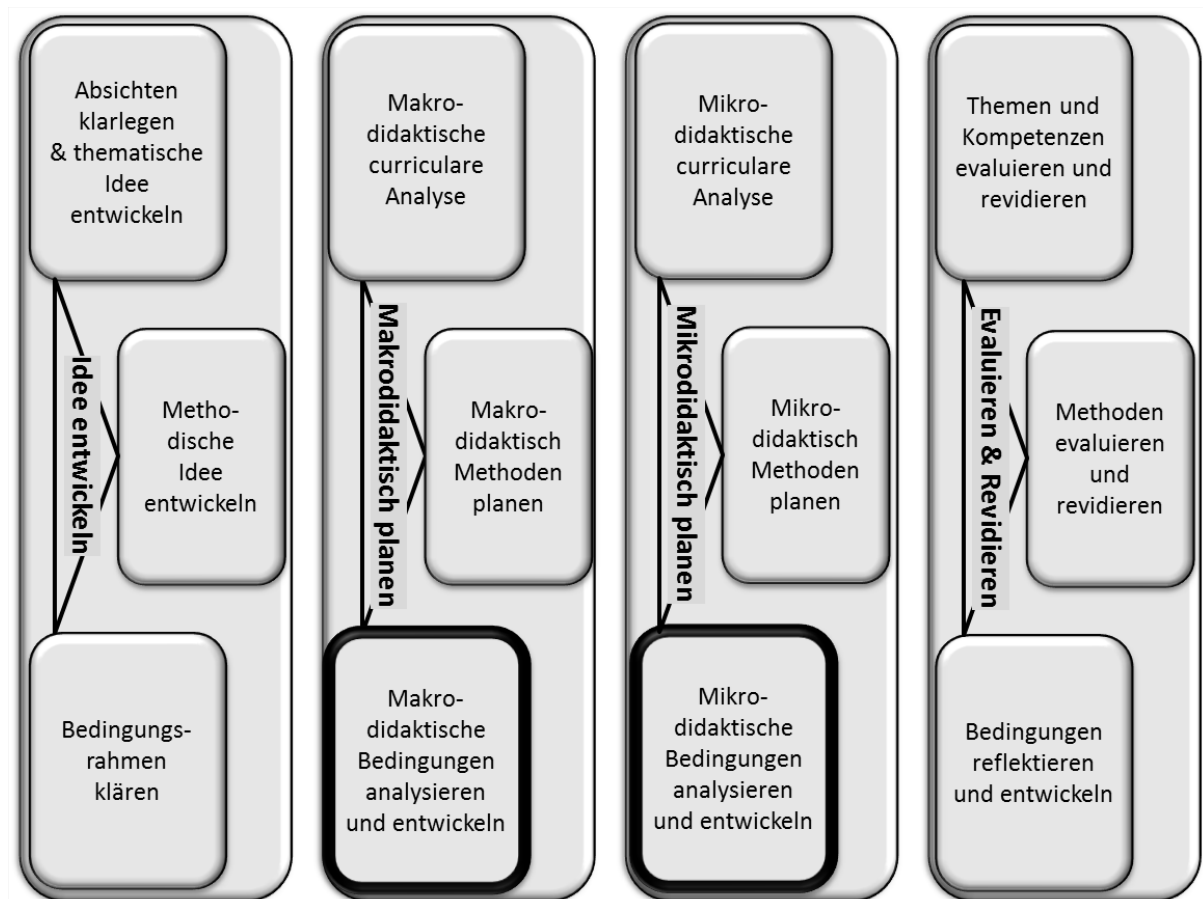 Absichten
klarlegen
& thematische
Idee
entwickeln
Idee entwickeln
Metho-
dische
Idee
entwickeln
Bedingungs-
rahmen
klären
Makro-
didaktische
curriculare
Analyse
Makrodidaktisch planen
Makro-
didaktisch
Methoden
planen
Makro-
didaktische
Bedingungen
analysieren
und entwickeln
Mikro-
didaktische
curriculare
Analyse
Mikrodidaktisch planen
Mikro-
didaktisch
Methoden
planen
Mikro-
didaktische
Bedingungen
analysieren
und entwickeln
Themen und
Kompetenzen
evaluieren und
revidieren
Evaluieren & Revidieren
Methoden
evaluieren
und
revidieren
Bedingungen
reflektieren
und entwickeln